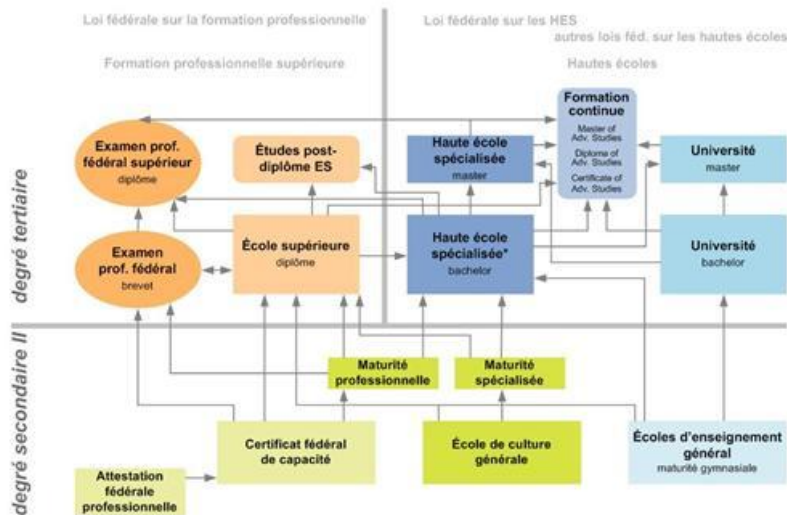 Loi fédérale sur la formation professionnelle
Loi fédérale sur les HES
autres lois féd. sur les hautes écoles
Formation professionnelle supérieure
Hautes écoles
degré tertiaire
Examen prof.
fédéral supérieur
diplôme
Études post-
diplôme ES
Haute école
spécialisée
master
Formation
continue
Master of
Adv. Studies
Diploma of
Adv. Studies
Certificate of
Adv. Studies
Université
master
Examen
prof. fédéral
brevet
École supérieure
diplôme
Haute école
spécialisée*
bachelor
Université
bachelor
degré secondaire II
Maturité
professionnelle
Maturité
spécialisée
Certificat fédéral
de capacité
École de culture
générale
Écoles d'enseignement
général
maturité gymnasiale
Attestation
fédérale
professionnelle